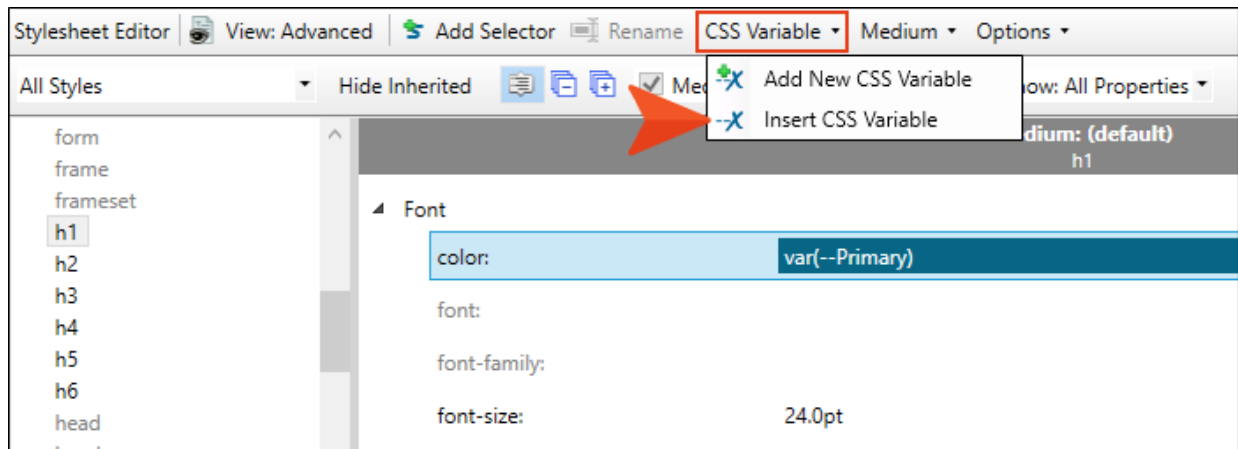 Stylesheet Editor View: Advanced Add Selector Rename CSS Variable Medium Options
All Styles Hide Inherited Me Add New CSS Variable ow: All Properties
Insert CSS Variable
dium: (default)
h1
form
frame
frameset
h1
h2
h3
h4
h5
h6
head
Font
color: var(--Primary)
font:
font-family:
font-size: 24.0pt